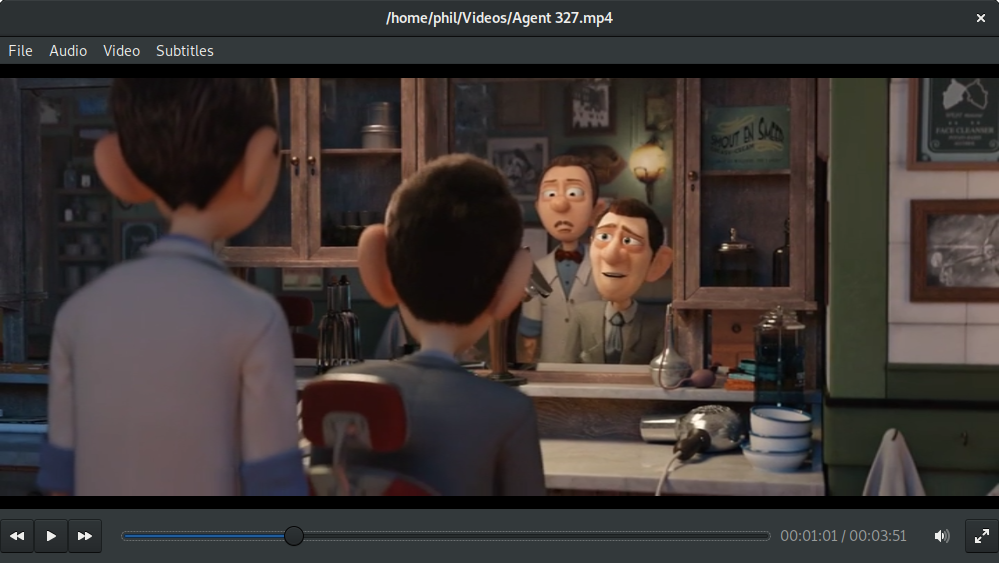 /home/phil/Videos/Agent 327.mp4
File Audio Video Subtitles
FACE CLEANSER
00:01:01 / 00:03:51